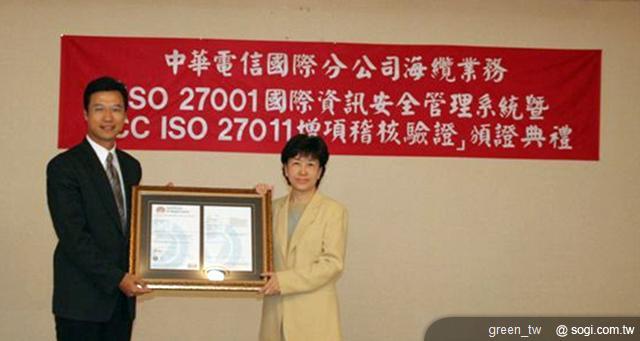 中華電信國際分公司海纜業務
ISO 27001國際資訊安全管理系統暨
CC ISO 27011增項稽核驗證」頒證典禮
green_tw @ sogi.com.tw